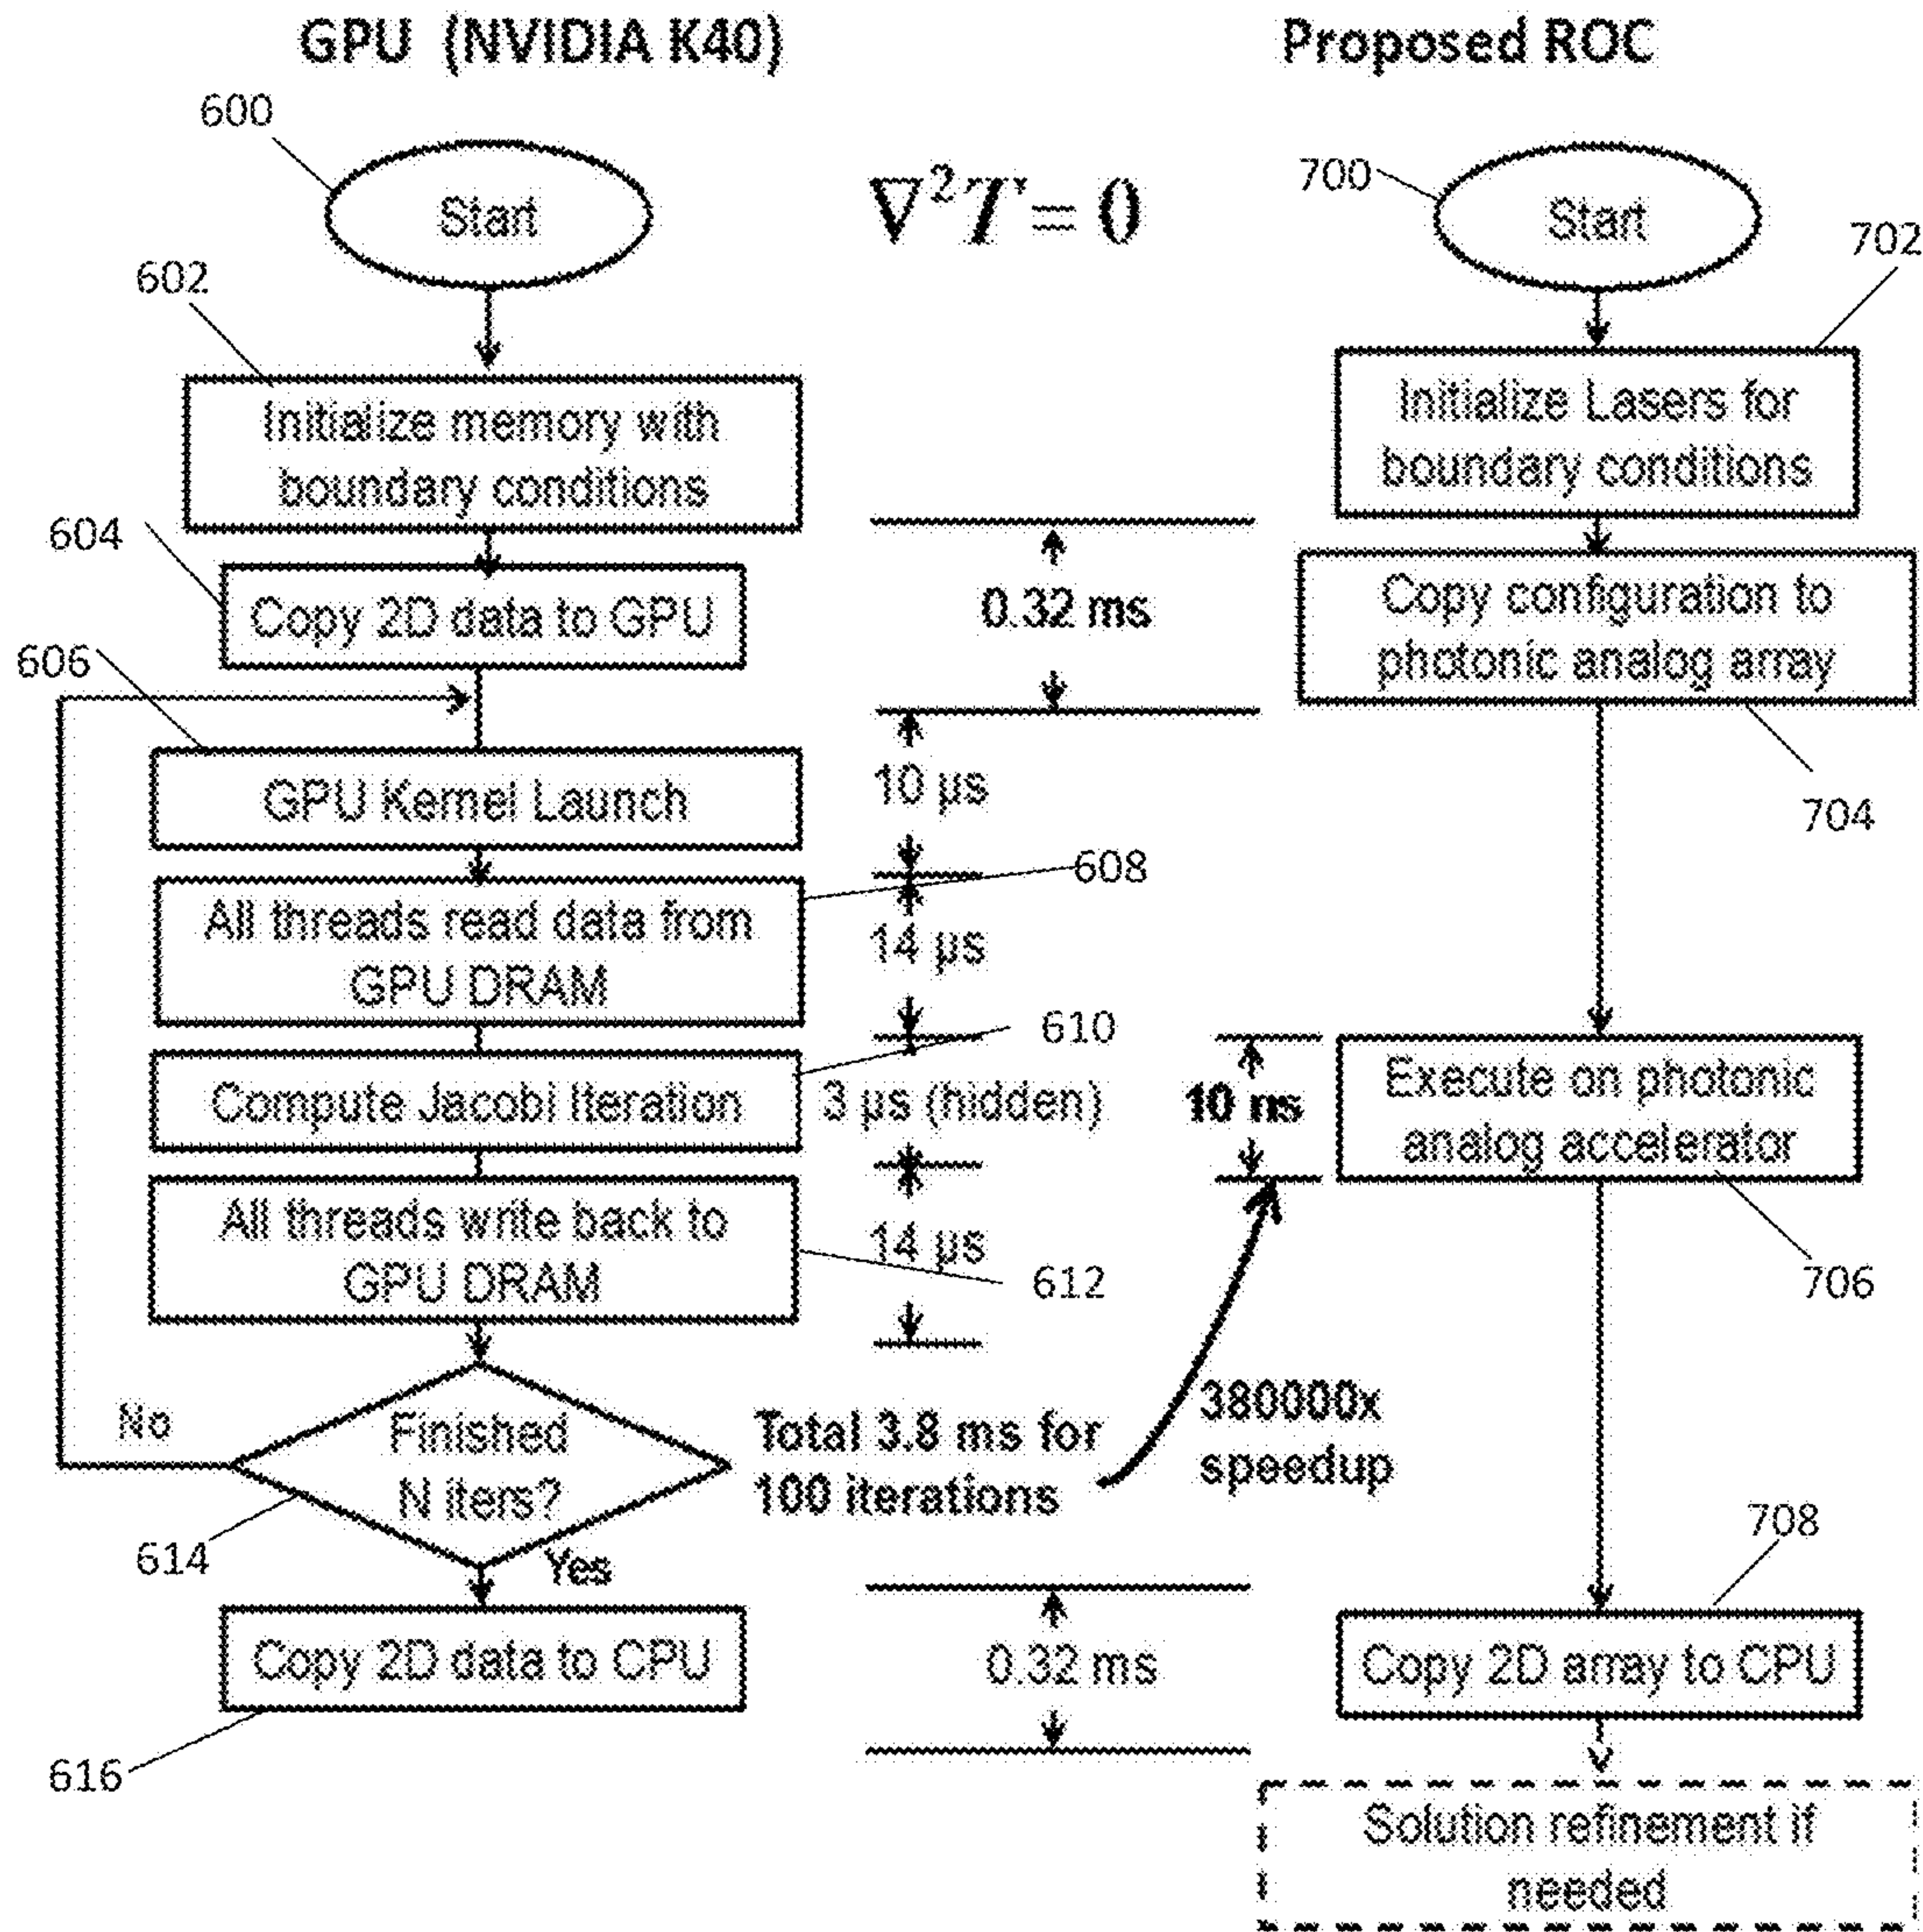 GPU (NVIDIA K40)
600
Start
602
Initialize memory with
boundary conditions
604
Copy 2D data to GPU
606
GPU Kernel Launch
608
All threads read data from
GPU DRAM
610
Compute Jacobi Iteration
All threads write back to
GPU DRAM
612
Finished
N iters?
No
Yes
614
Copy 2D data to CPU
616
∇²T = 0
0.32 ms
10 µs
14 µs
3 µs (hidden)
14 µs
Total 3.8 ms for
100 iterations
380000x
speedup
0.32 ms
10 ns
Proposed ROC
700
Start
702
Initialize Lasers for
boundary conditions
Copy configuration to
photonic analog array
704
Execute on photonic
analog accelerator
706
708
Copy 2D array to CPU
Solution refinement if
needed